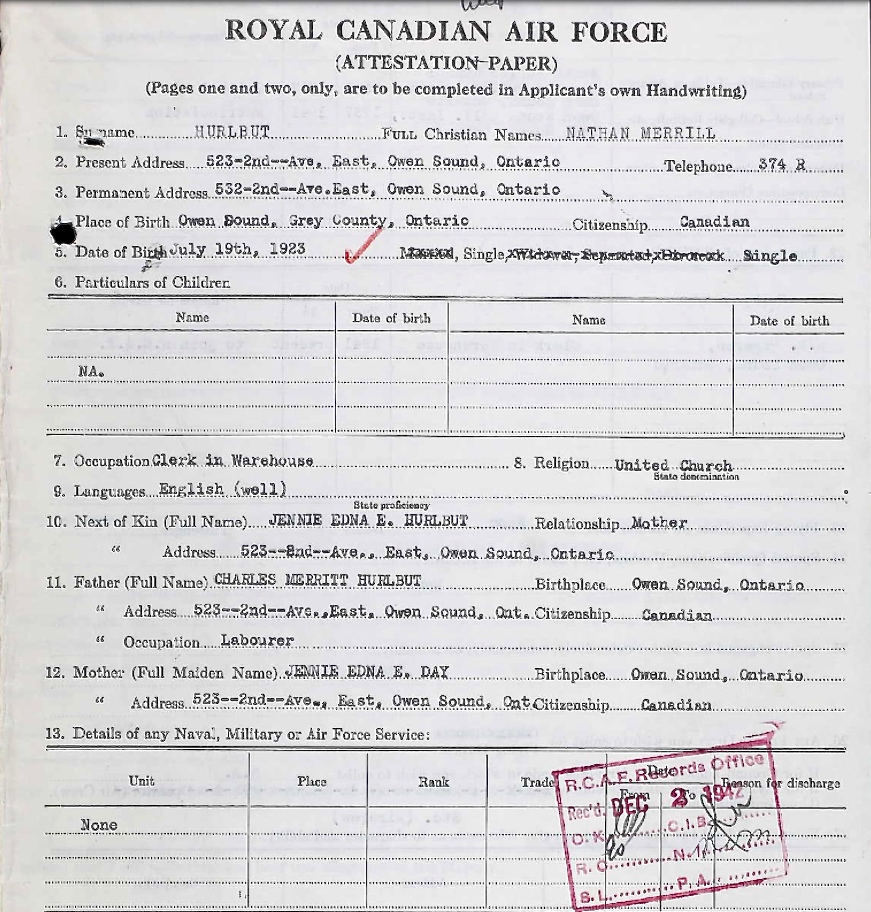 ROYAL CANADIAN AIR FORCE
(ATTESTATION PAPER)
(Pages one and two, only, are to be completed in Applicant's own Handwriting)
1. Surname HURLBUT Full Christian Names NATHAN MERRILL
2. Present Address 523-2nd--Ave, East, Owen Sound, Ontario Telephone 374 R
3. Permanent Address 532-2nd--Ave.East, Owen Sound, Ontario
4. Place of Birth Owen Sound, Grey County, Ontario Citizenship Canadian
5. Date of Birth July 19th, 1923 Married, Single, Widower, Separated, Divorced. Single
6. Particulars of Children
Name Date of birth Name Date of birth
NA.
7. Occupation Clerk in Warehouse 8. Religion United Church
State denomination
9. Languages English (well)
State proficiency
10. Next of Kin (Full Name) JENNIE EDNA E. HURLBUT Relationship Mother
" Address 523--2nd--Ave., East, Owen Sound, Ontario
11. Father (Full Name) CHARLES MERRITT HURLBUT Birthplace Owen Sound, Ontario
" Address 523--2nd--Ave.,East, Owen Sound, Ont. Citizenship Canadian
" Occupation Labourer
12. Mother (Full Maiden Name) JENNIE EDNA E. DAY Birthplace Owen Sound, Ontario
" Address 523--2nd--Ave., East, Owen Sound, Ont. Citizenship Canadian
13. Details of any Naval, Military or Air Force Service:
Unit Place Rank Trade Date Reason for discharge
From To
None
R.C.A.F. Records Office
Rec'd. DEC 2 1942
O.K. C.I.B.
R.C. N.
S.L. P.A.